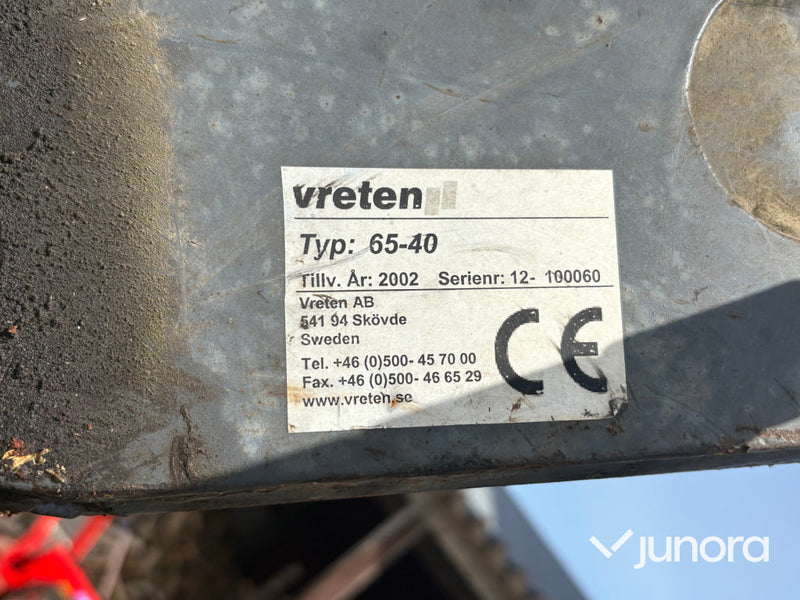 vreten
Typ: 65-40
Tillv. År: 2002 Serienr: 12- 100060
Vreten AB
541 94 Skövde
Sweden
Tel. +46 (0)500- 45 70 00
Fax. +46 (0)500- 46 65 29
www.vreten.se
CE
junora